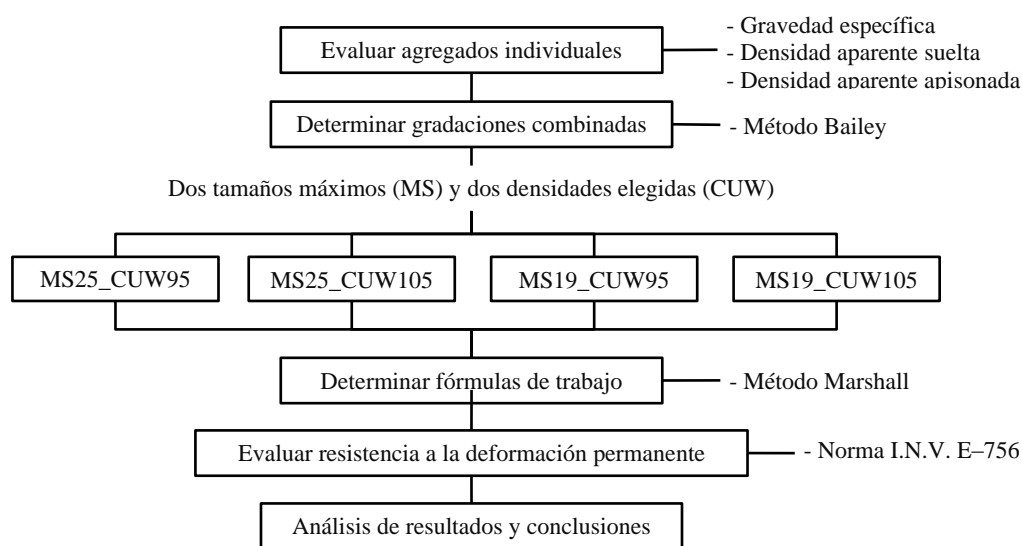 Evaluar agregados individuales
- Gravedad específica
- Densidad aparente suelta
- Densidad aparente apisonada
Determinar gradaciones combinadas
- Método Bailey
Dos tamaños máximos (MS) y dos densidades elegidas (CUW)
MS25_CUW95
MS25_CUW105
MS19_CUW95
MS19_CUW105
Determinar fórmulas de trabajo
- Método Marshall
Evaluar resistencia a la deformación permanente
- Norma I.N.V. E–756
Análisis de resultados y conclusiones